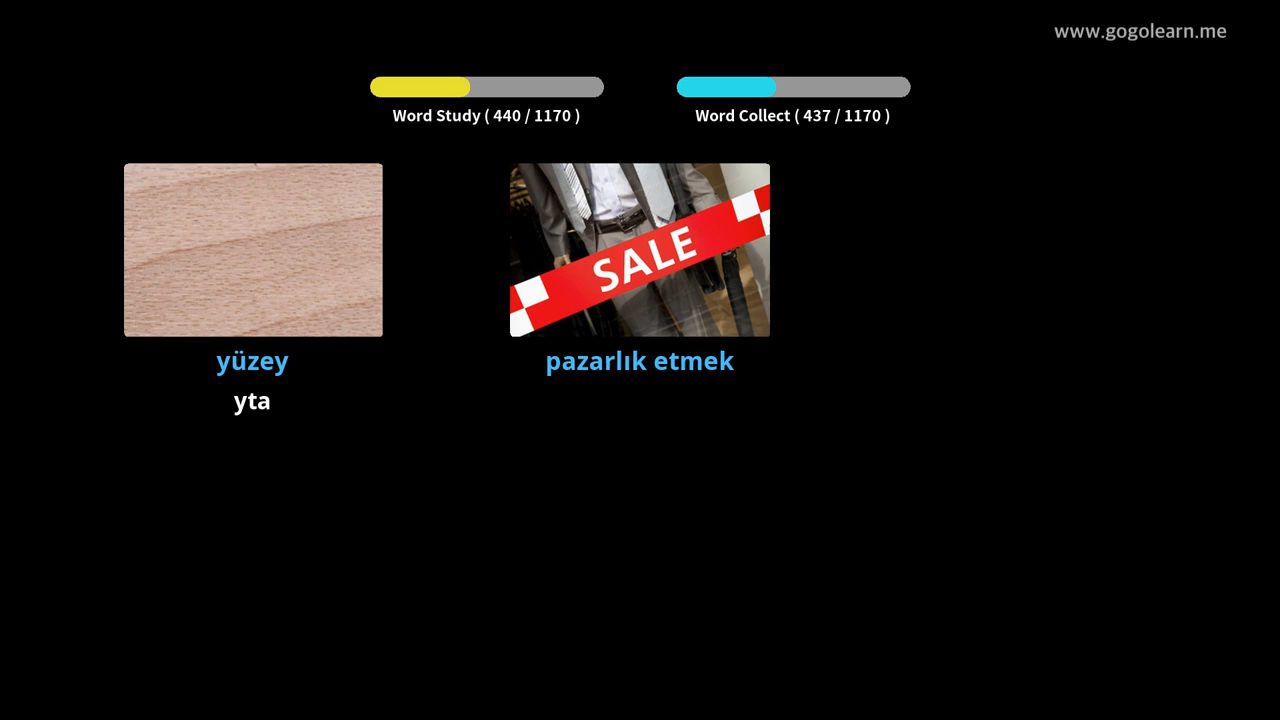 www.gogolearn.me
Word Study ( 440 / 1170 )
Word Collect ( 437 / 1170 )
SALE
yüzey
pazarlık etmek
yta